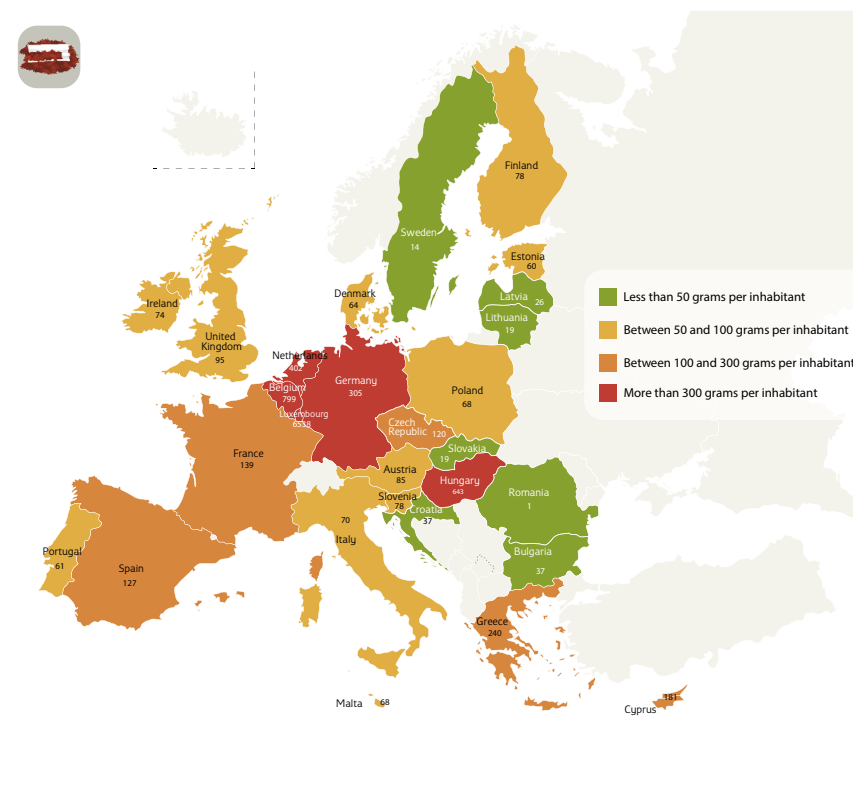 Finland
78
Sweden
14
Estonia
60
Latvia 26
Lithuania
19
Denmark
64
Ireland
74
United
Kingdom
95
Netherlands
402
Belgium
799
Luxembourg
6538
Germany
305
Poland
68
Czech
Republic 120
Slovakia
19
Austria
85
Hungary
643
Slovenia
78
Croatia
37
Romania
1
Bulgaria
37
France
139
Portugal
61
Spain
127
70
Italy
Greece
240
Malta 68
Cyprus
181
Less than 50 grams per inhabitant
Between 50 and 100 grams per inhabitant
Between 100 and 300 grams per inhabitant
More than 300 grams per inhabitant